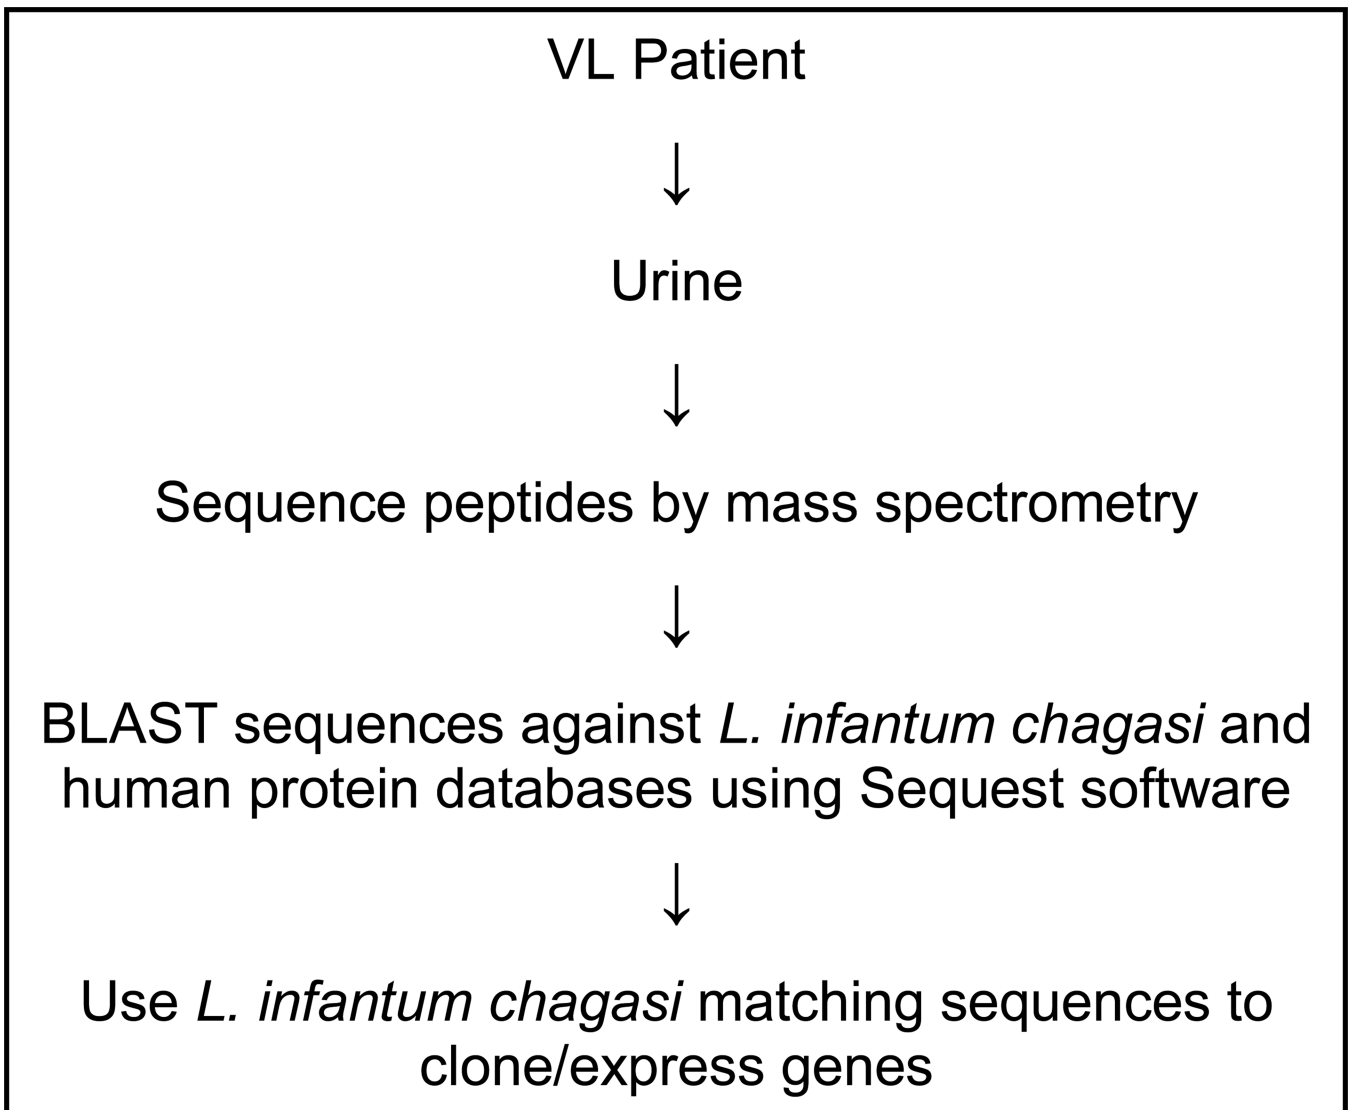 VL Patient
↓
Urine
↓
Sequence peptides by mass spectrometry
↓
BLAST sequences against L. infantum chagasi and
human protein databases using Sequest software
↓
Use L. infantum chagasi matching sequences to
clone/express genes